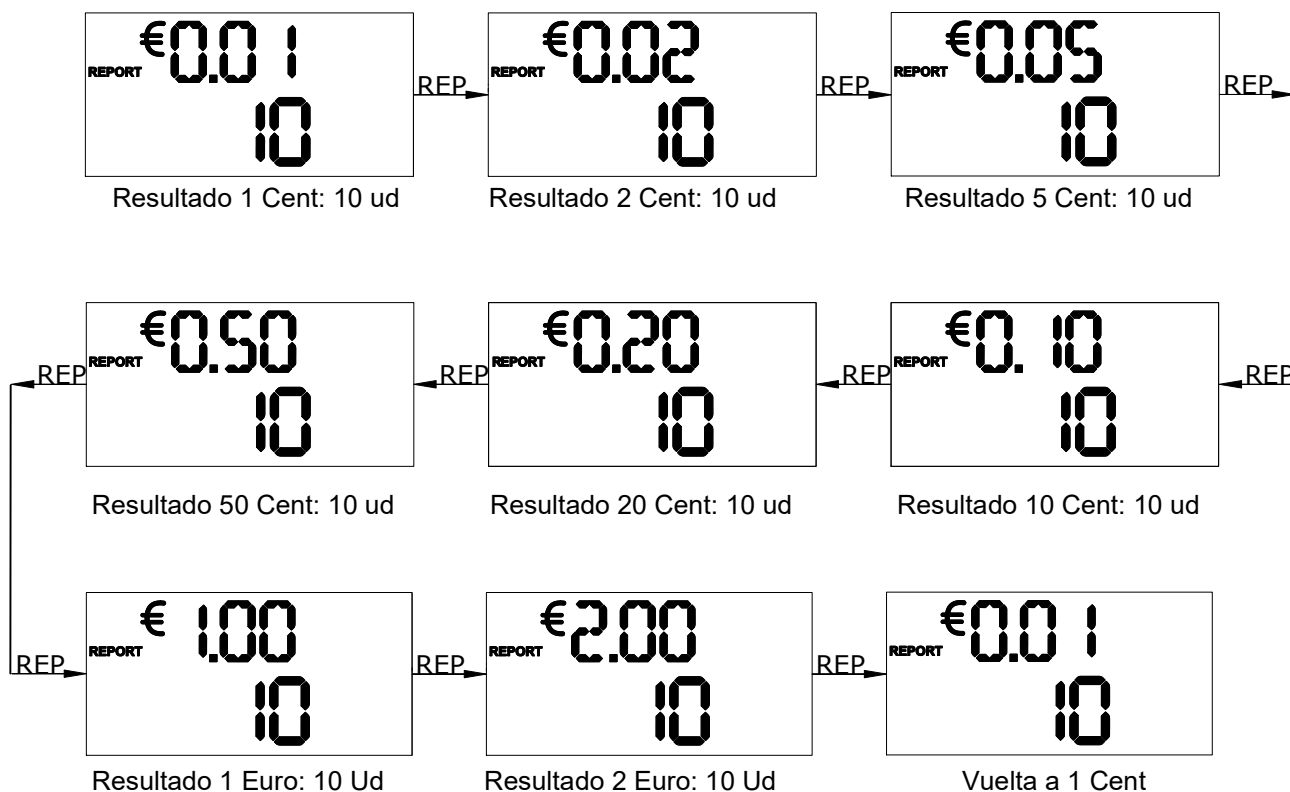 €0.01
REPORT
10
REP
€0.02
REPORT
10
REP
€0.05
REPORT
10
REP
Resultado 1 Cent: 10 ud
Resultado 2 Cent: 10 ud
Resultado 5 Cent: 10 ud
REP
€0.50
REPORT
10
REP
€0.20
REPORT
10
REP
€0.10
REPORT
10
REP
Resultado 50 Cent: 10 ud
Resultado 20 Cent: 10 ud
Resultado 10 Cent: 10 ud
REP
€ 1.00
REPORT
10
REP
€2.00
REPORT
10
REP
€0.01
REPORT
10
Resultado 1 Euro: 10 Ud
Resultado 2 Euro: 10 Ud
Vuelta a 1 Cent